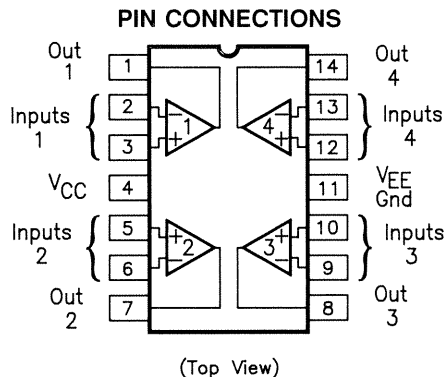 PIN CONNECTIONS
Out 1
1
14
Out 4
Inputs 1
2
−
3
+
1
4
13
−
12
+
Inputs 4
VCC
4
11
VEE
Gnd
Inputs 2
5
+
6
−
2
3
10
+
9
−
Inputs 3
Out 2
7
8
Out 3
(Top View)